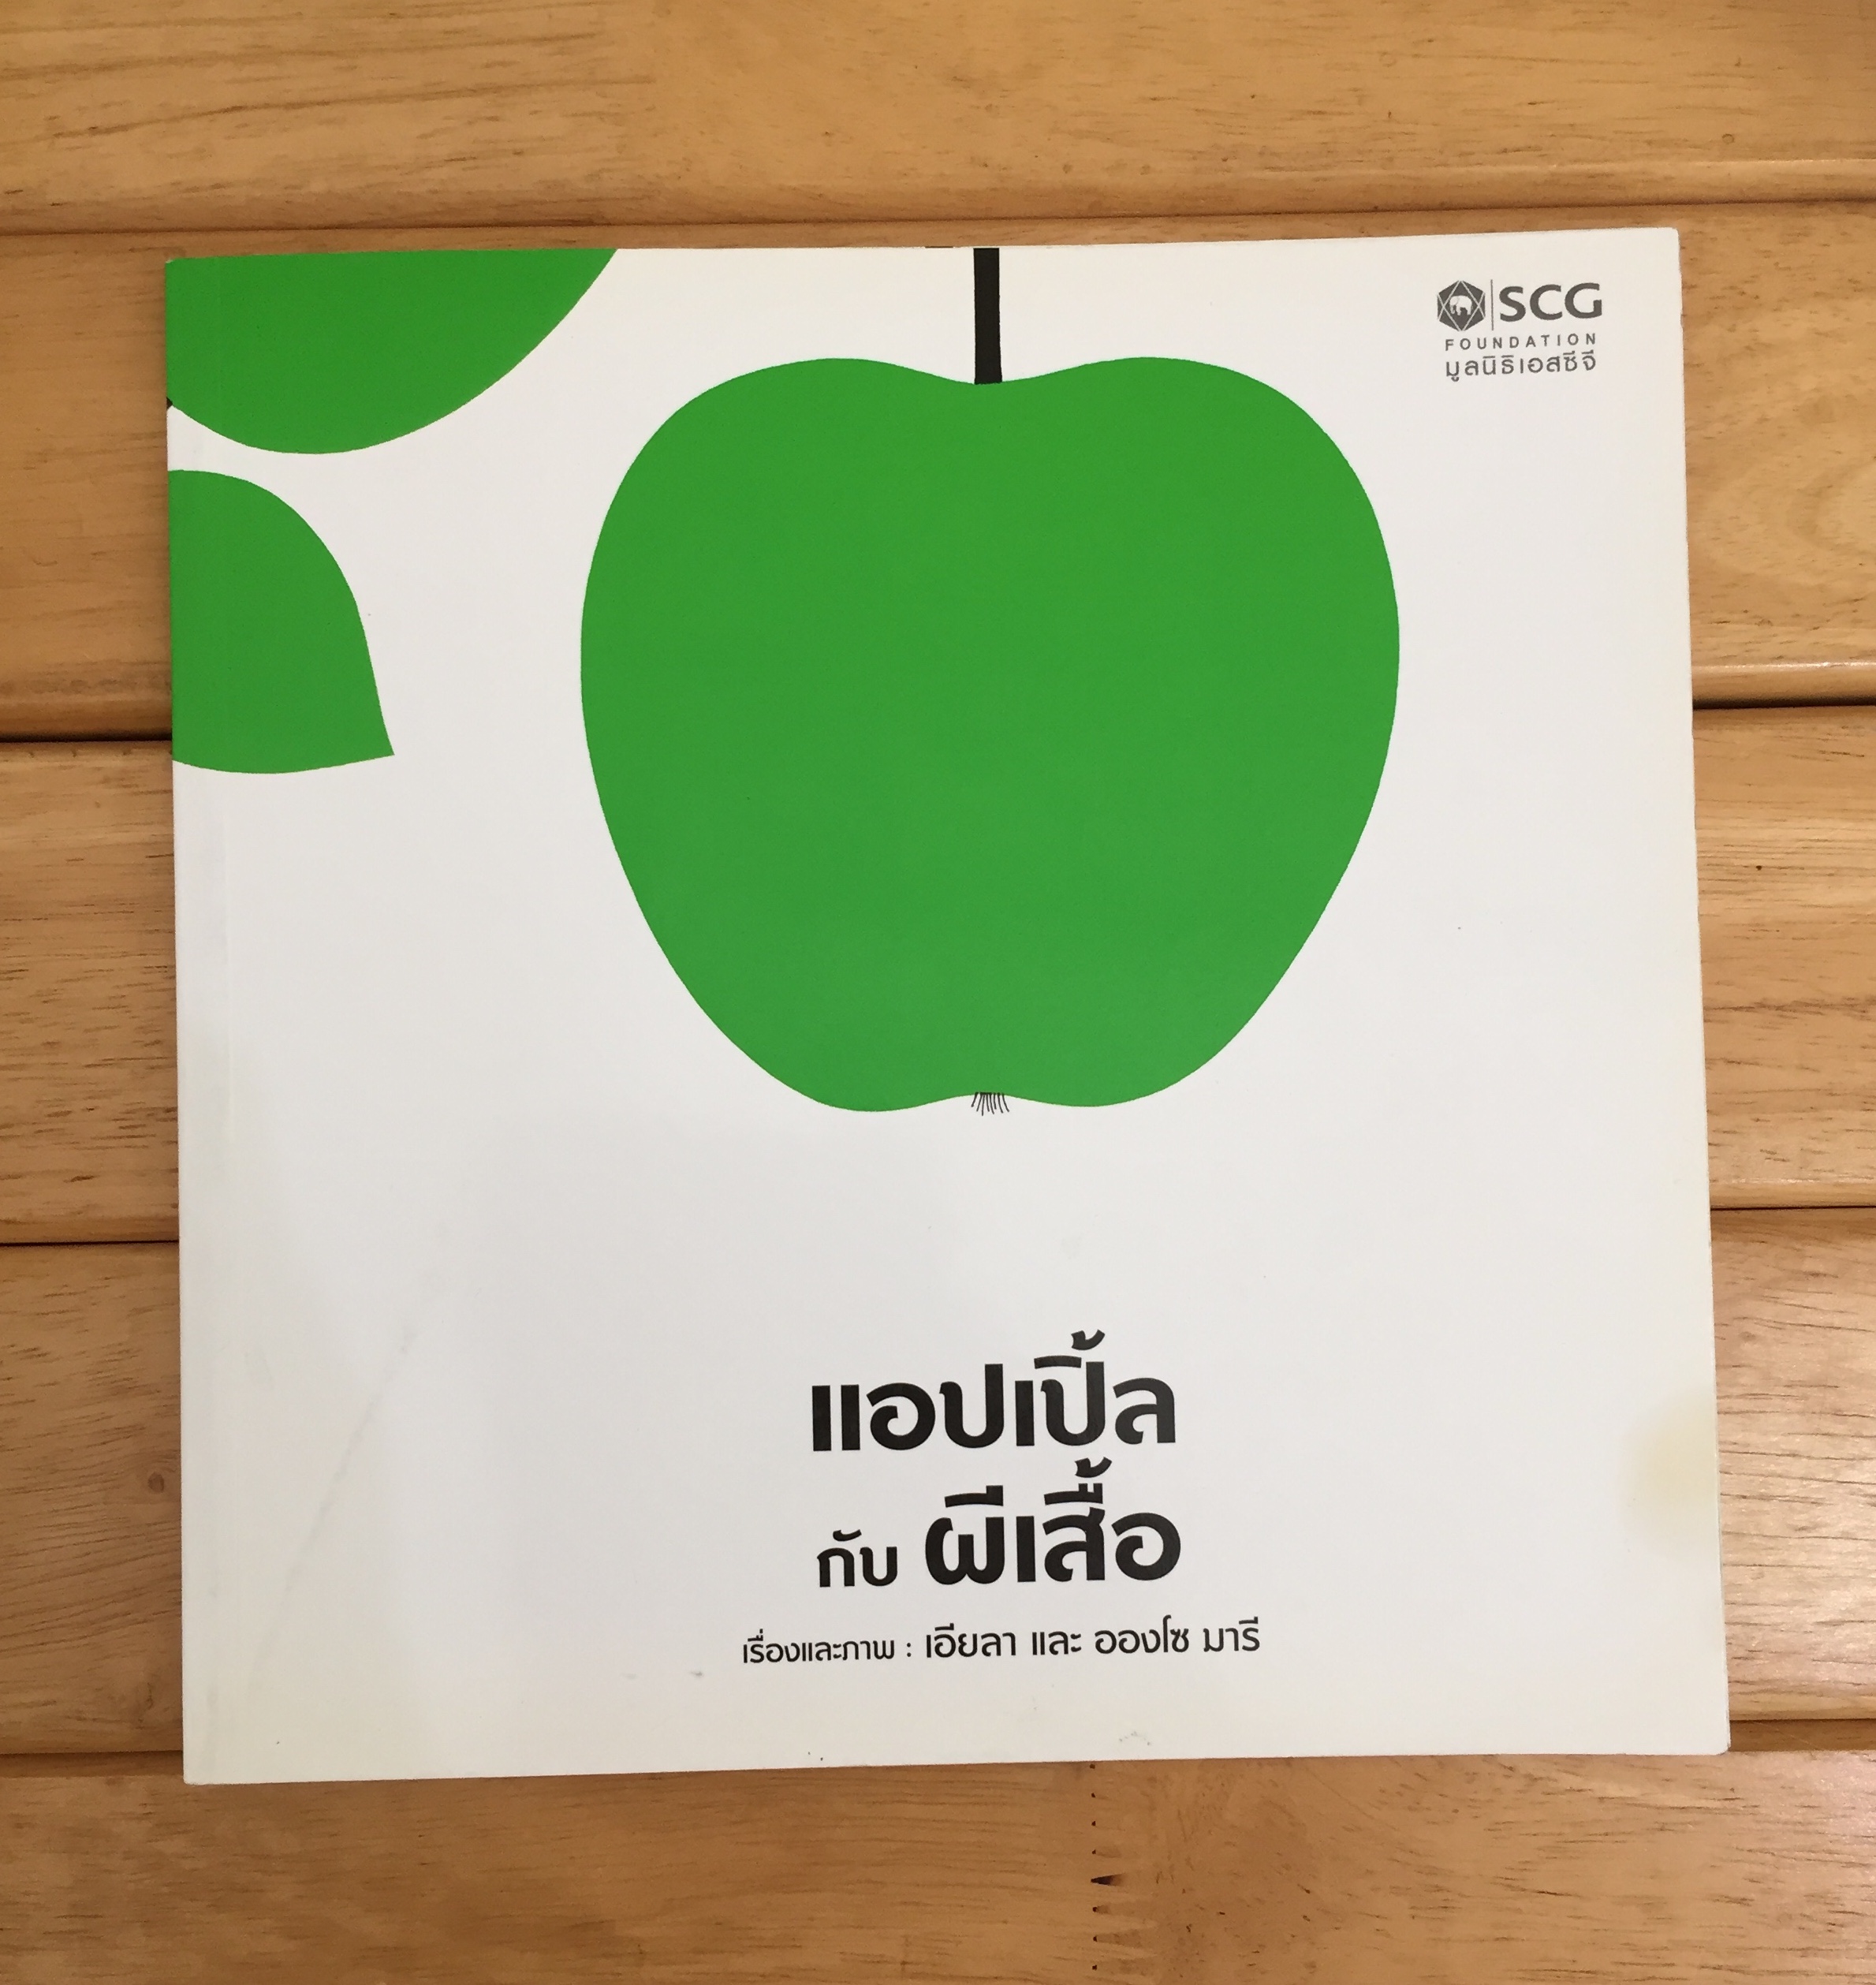 SCG
FOUNDATION
มูลนิธิเอสซีจี
แอปเปิ้ล
กับ ผีเสื้อ
เรื่องและภาพ : เอียลา และ อองโซ มารี